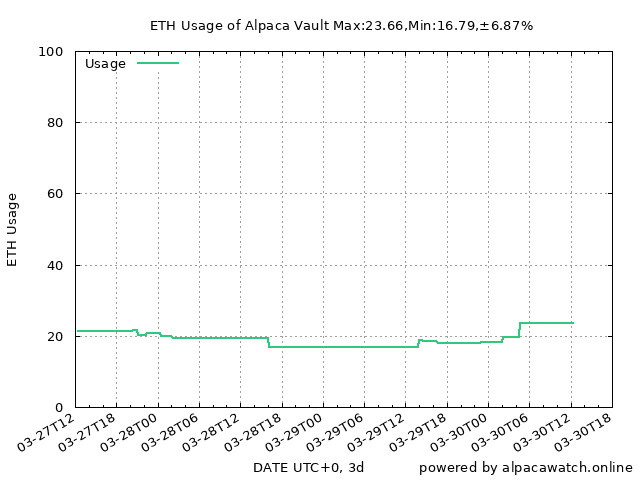 ETH Usage of Alpaca Vault Max:23.66,Min:16.79,±6.87%
Usage
100
80
60
40
20
0
ETH Usage
03-27T12
03-27T18
03-28T00
03-28T06
03-28T12
03-28T18
03-29T00
03-29T06
03-29T12
03-29T18
03-30T00
03-30T06
03-30T12
03-30T18
DATE UTC+0, 3d
powered by alpacawatch.online